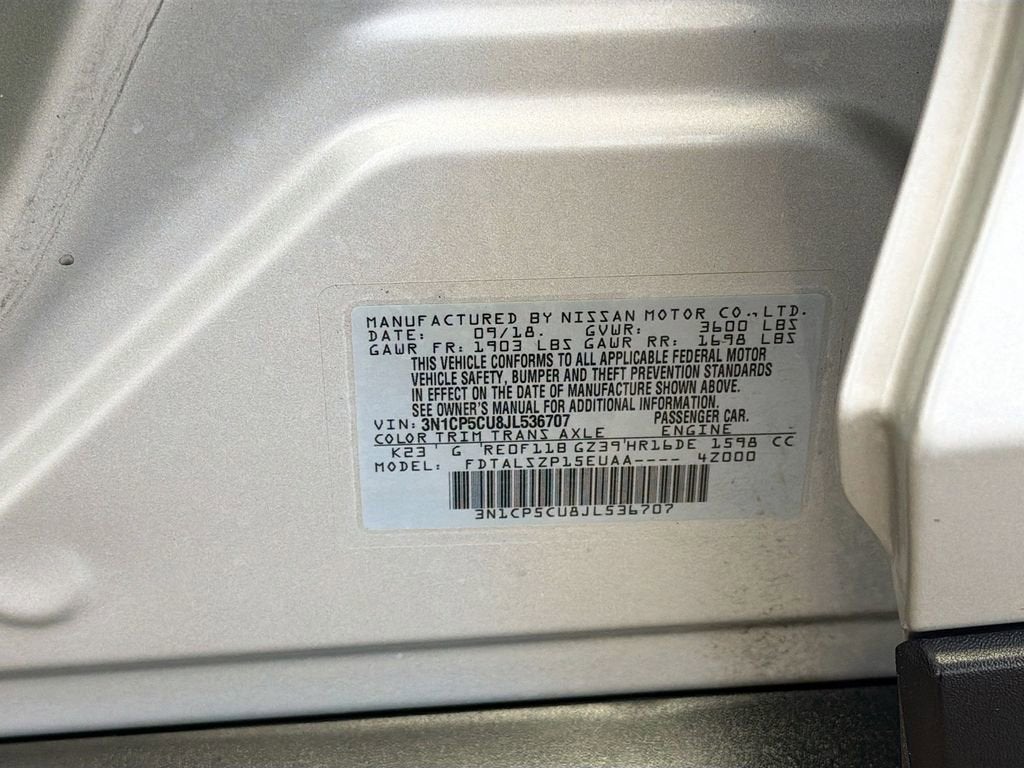 MANUFACTURED BY NISSAN MOTOR CO., LTD.
DATE: 09/18. GVWR: 3600 LBS
GAWR FR: 1903 LBS GAWR RR: 1698 LBS
THIS VEHICLE CONFORMS TO ALL APPLICABLE FEDERAL MOTOR
VEHICLE SAFETY, BUMPER AND THEFT PREVENTION STANDARDS
IN EFFECT ON THE DATE OF MANUFACTURE SHOWN ABOVE.
SEE OWNER'S MANUAL FOR ADDITIONAL INFORMATION.
VIN: 3N1CP5CU8JL536707 PASSENGER CAR.
COLOR TRIM TRANS AXLE ENGINE
K23 ' G ' RE0F11B GZ39 ' HR16DE 1598 CC
MODEL: FDTALSZP15EUAA---- 4Z000
3N1CP5CU8JL536707